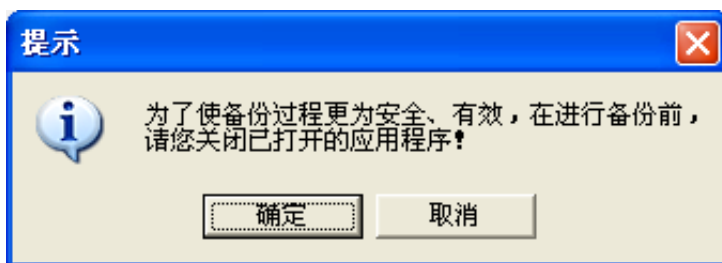 提示
为了使备份过程更为安全、有效，在进行备份前，
请您关闭已打开的应用程序！
确定
取消